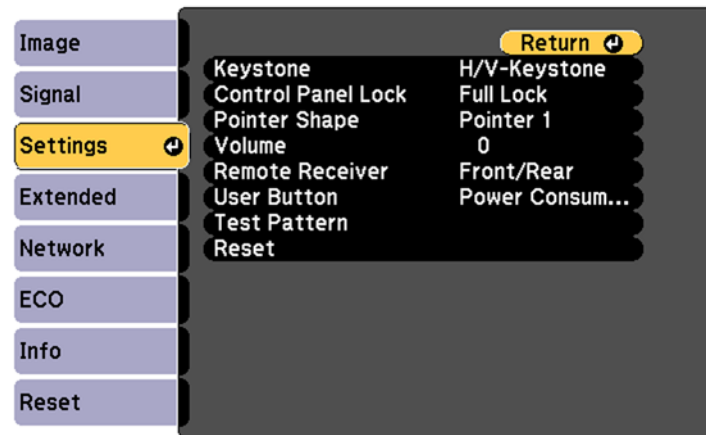 Image
Signal
Settings
Extended
Network
ECO
Info
Reset
Return
Keystone H/V-Keystone
Control Panel Lock Full Lock
Pointer Shape Pointer 1
Volume 0
Remote Receiver Front/Rear
User Button Power Consum...
Test Pattern
Reset